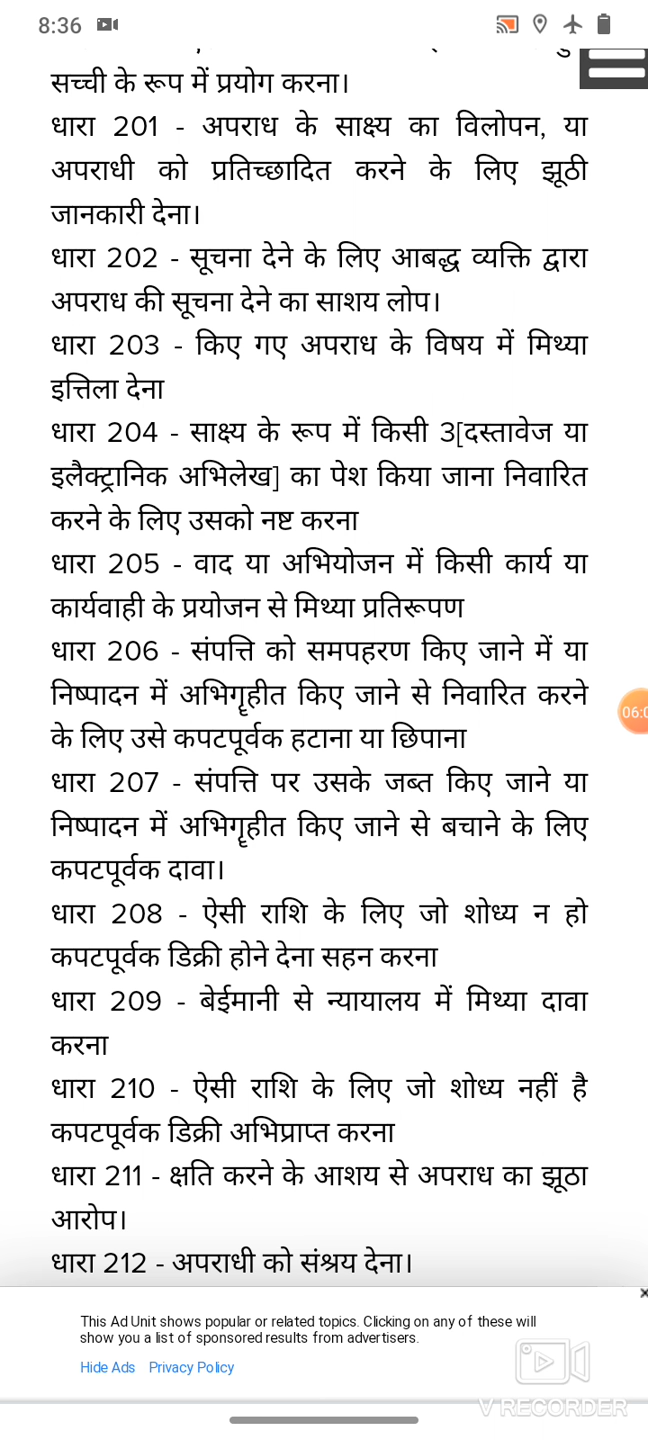 8:36
सच्ची के रूप में प्रयोग करना।
धारा 201 - अपराध के साक्ष्य का विलोपन, या
अपराधी को प्रतिच्छादित करने के लिए झूठी
जानकारी देना।
धारा 202 - सूचना देने के लिए आबद्ध व्यक्ति द्वारा
अपराध की सूचना देने का साशय लोप।
धारा 203 - किए गए अपराध के विषय में मिथ्या
इत्तिला देना
धारा 204 - साक्ष्य के रूप में किसी 3[दस्तावेज या
इलैक्ट्रानिक अभिलेख] का पेश किया जाना निवारित
करने के लिए उसको नष्ट करना
धारा 205 - वाद या अभियोजन में किसी कार्य या
कार्यवाही के प्रयोजन से मिथ्या प्रतिरूपण
धारा 206 - संपत्ति को समपहरण किए जाने में या
निष्पादन में अभिगॄहीत किए जाने से निवारित करने
के लिए उसे कपटपूर्वक हटाना या छिपाना
धारा 207 - संपत्ति पर उसके जब्त किए जाने या
निष्पादन में अभिगॄहीत किए जाने से बचाने के लिए
कपटपूर्वक दावा।
धारा 208 - ऐसी राशि के लिए जो शोध्य न हो
कपटपूर्वक डिक्री होने देना सहन करना
धारा 209 - बेईमानी से न्यायालय में मिथ्या दावा
करना
धारा 210 - ऐसी राशि के लिए जो शोध्य नहीं है
कपटपूर्वक डिक्री अभिप्राप्त करना
धारा 211 - क्षति करने के आशय से अपराध का झूठा
आरोप।
धारा 212 - अपराधी को संश्रय देना।
This Ad Unit shows popular or related topics. Clicking on any of these will
show you a list of sponsored results from advertisers.
Hide Ads Privacy Policy
V RECORDER